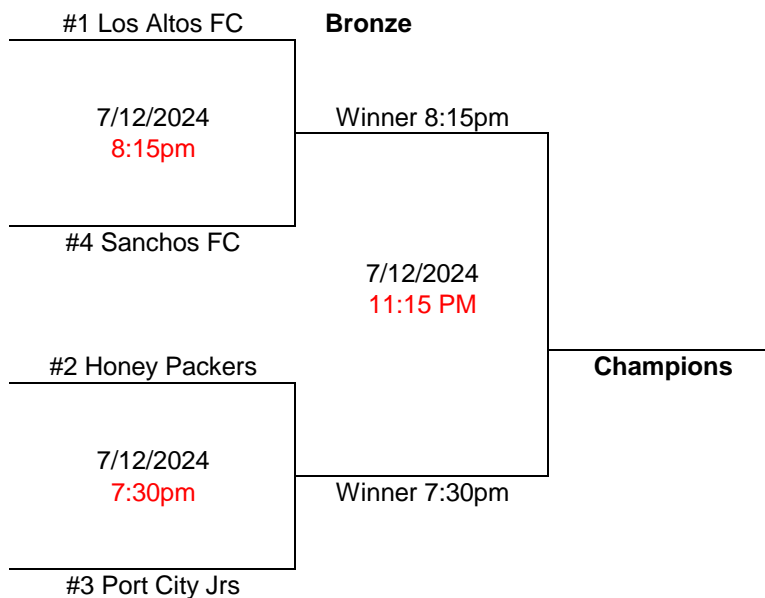 #1 Los Altos FC
Bronze
7/12/2024
8:15pm
Winner 8:15pm
#4 Sanchos FC
7/12/2024
11:15 PM
#2 Honey Packers
Champions
7/12/2024
7:30pm
Winner 7:30pm
#3 Port City Jrs